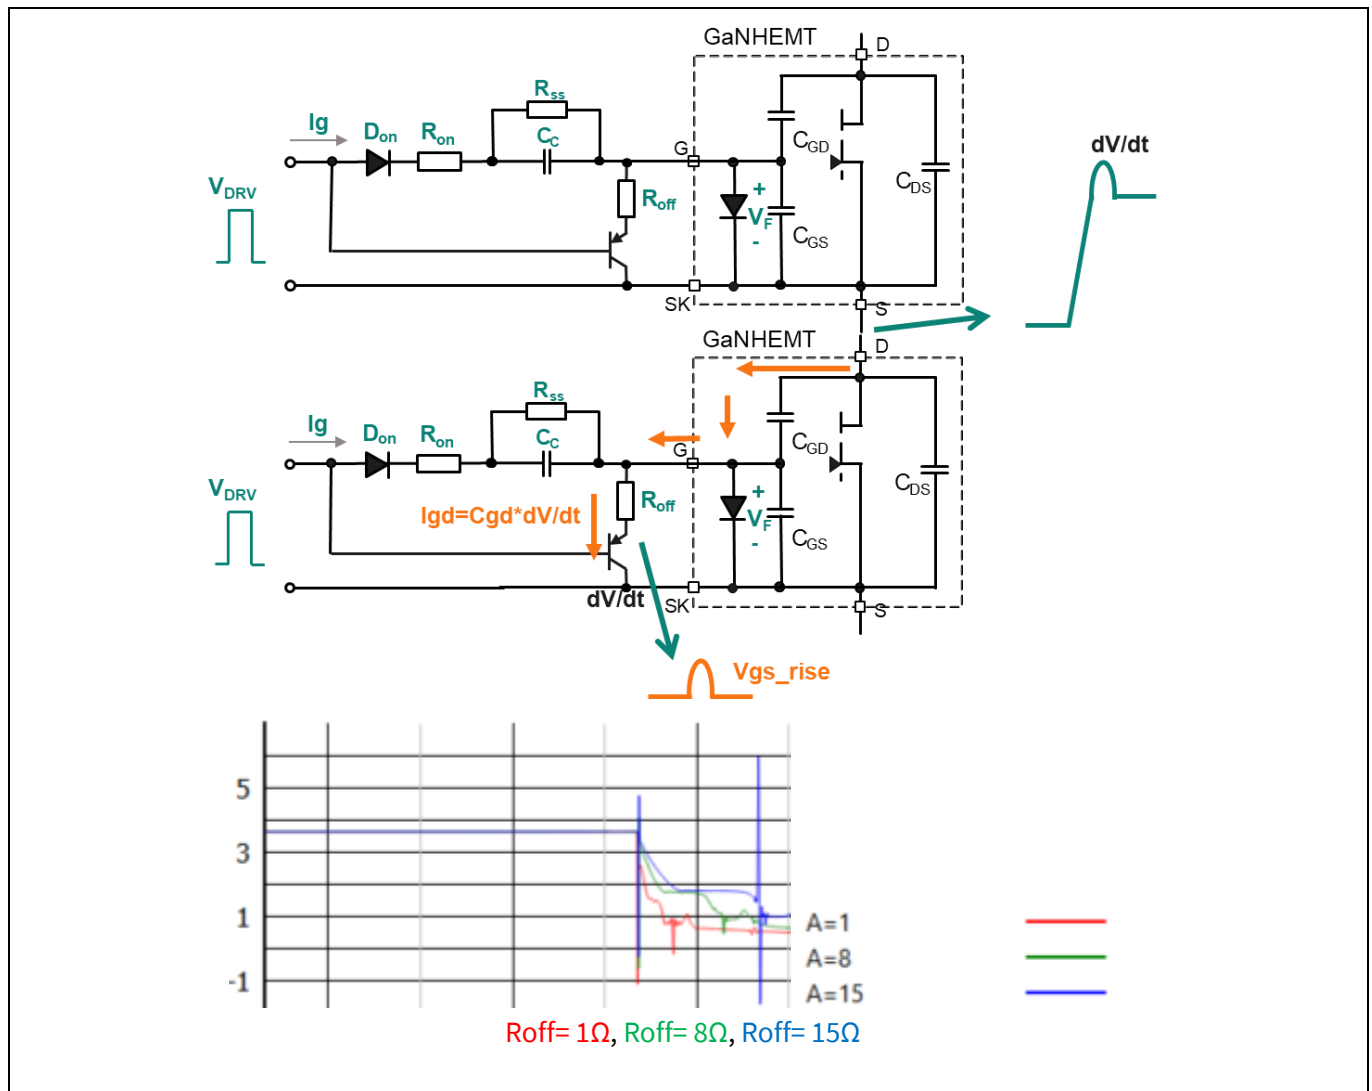 GaNHEMT
D
Rss
Ig
Don
Ron
CC
G
CGD
dV/dt
VDRV
Roff
+
VF
-
CDS
CGS
SK
S
GaNHEMT
D
Rss
Ig
Don
Ron
CC
G
CGD
VDRV
Igd=Cgd*dV/dt
Roff
+
VF
-
CDS
CGS
dV/dt
SK
S
Vgs_rise
5
3
1
-1
A=1
A=8
A=15
Roff= 1Ω, Roff= 8Ω, Roff= 15Ω